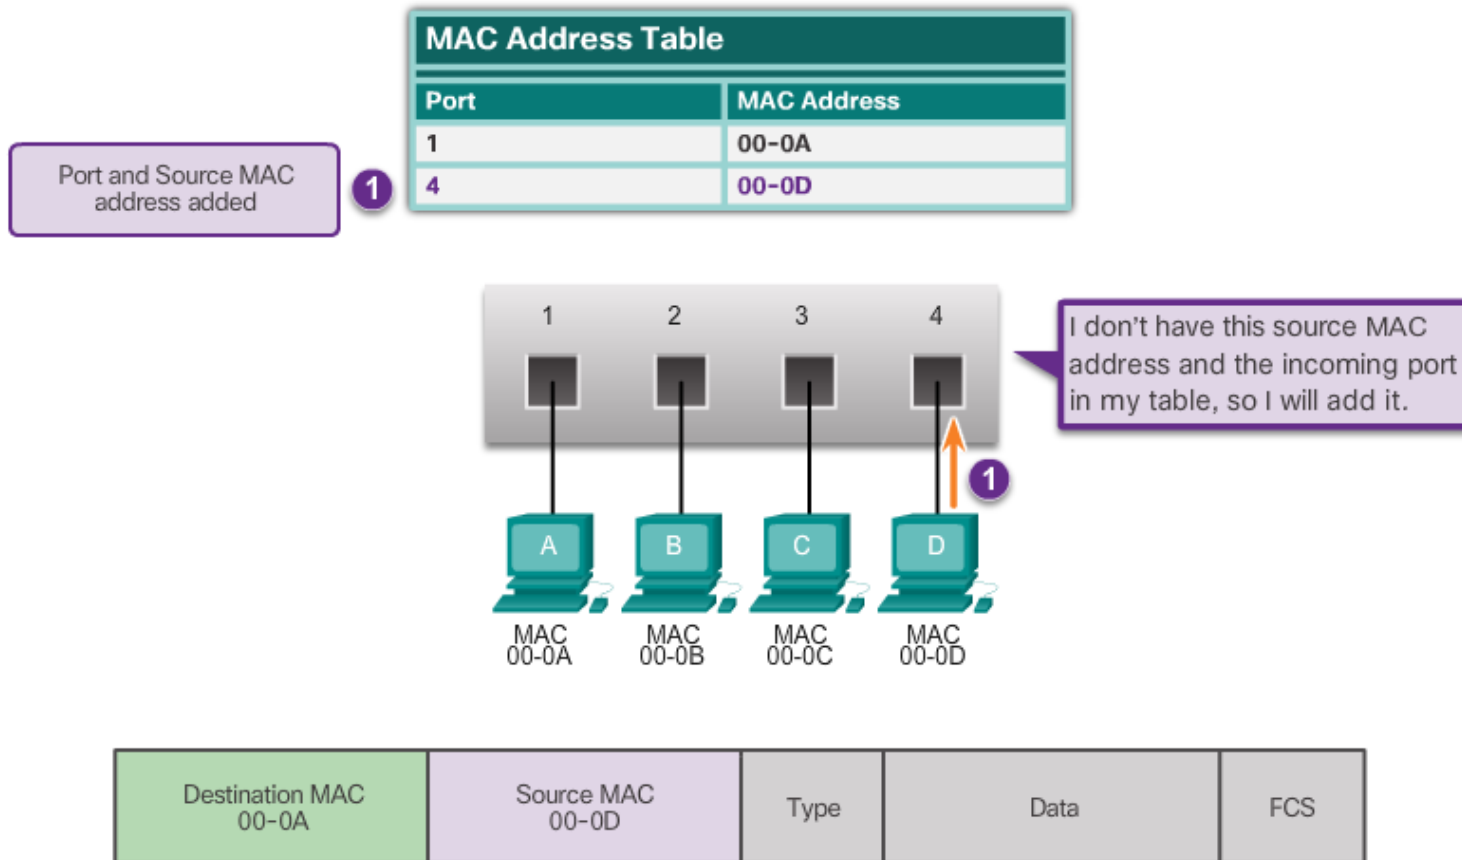 MAC Address Table
Port
MAC Address
1
00-0A
4
00-0D
Port and Source MAC
address added
1
1
2
3
4
I don't have this source MAC
address and the incoming port
in my table, so I will add it.
1
A
B
C
D
MAC
00-0A
MAC
00-0B
MAC
00-0C
MAC
00-0D
Destination MAC
00-0A
Source MAC
00-0D
Type
Data
FCS